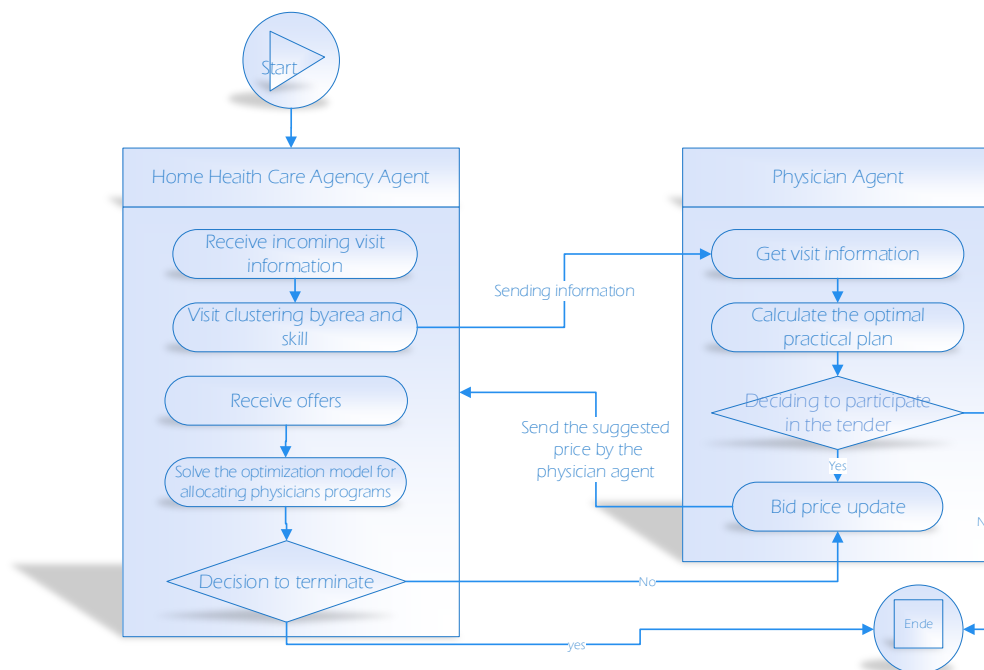 Start
Home Health Care Agency Agent
Receive incoming visit
information
Visit clustering byarea and
skill
Receive offers
Solve the optimization model for
allocating physicians programs
Decision to terminate
Sending information
Send the suggested
price by the
physician agent
No
yes
Physician Agent
Get visit information
Calculate the optimal
practical plan
Deciding to participate
in the tender
Yes
Bid price update
Ende